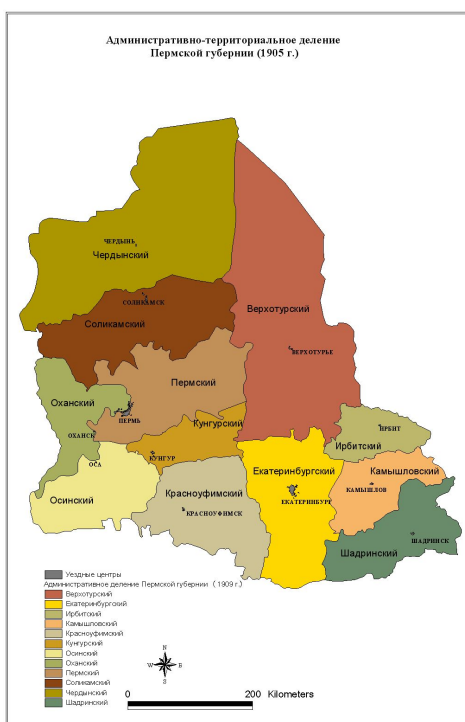 Административно-территориальное деление
Пермской губернии (1905 г.)
ЧЕРДЫНЬ
Чердынский
СОЛИКАМСК
Соликамский
Верхотурский
ВЕРХОТУРЬЕ
Пермский
Оханский
ПЕРМЬ
Кунгурский
ОХАНСК
ИРБИТ
Ирбитский
КУНГУР
ОСА
Екатеринбургский
Камышловский
Осинский
Красноуфимский
КАМЫШЛОВ
ЕКАТЕРИНБУРГ
КРАСНОУФИМСК
ШАДРИНСК
Шадринский
Уездные центры
Административное деление Пермской губернии (1909 г.)
Верхотурский
Екатеринбургский
Ирбитский
Камышловский
Красноуфимский
Кунгурский
Осинский
Оханский
Пермский
Соликамский
Чердынский
Шадринский
N
W E
S
0 200 Kilometers